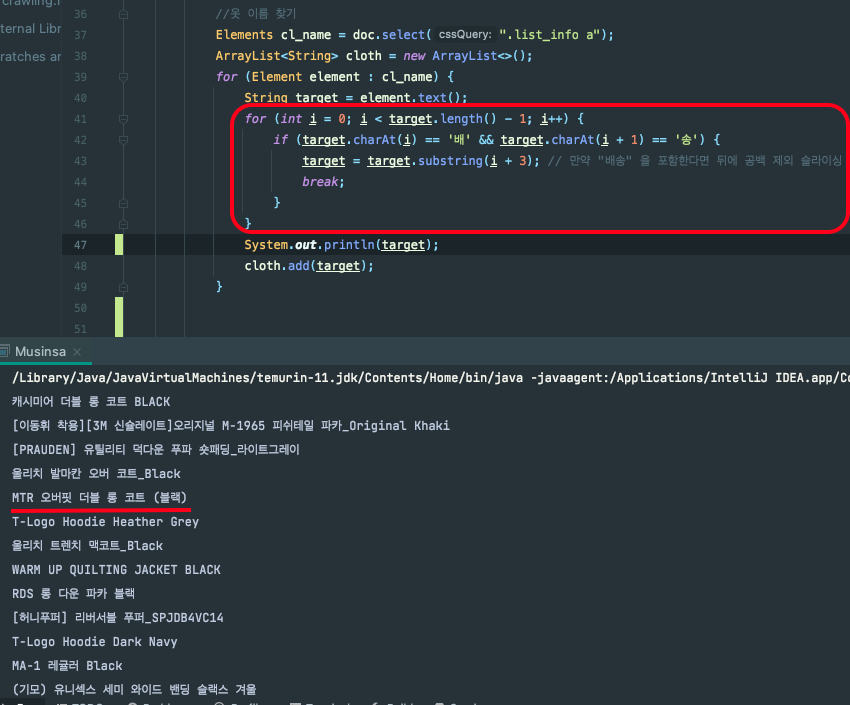 crawling.i
ternal Libr
ratches an
36 //옷 이름 찾기
37 Elements cl_name = doc.select( cssQuery: ".list_info a");
38 ArrayList<String> cloth = new ArrayList<>();
39 for (Element element : cl_name) {
40 String target = element.text();
41 for (int i = 0; i < target.length() - 1; i++) {
42 if (target.charAt(i) == '배' && target.charAt(i + 1) == '송') {
43 target = target.substring(i + 3); // 만약 "배송" 을 포함한다면 뒤에 공백 제외 슬라이싱
44 break;
45 }
46 }
47 System.out.println(target);
48 cloth.add(target);
49 }
50
51
Musinsa ×
/Library/Java/JavaVirtualMachines/temurin-11.jdk/Contents/Home/bin/java -javaagent:/Applications/IntelliJ IDEA.app/Co
캐시미어 더블 롱 코트 BLACK
[이동휘 착용][3M 신슐레이트]오리지널 M-1965 피쉬테일 파카_Original Khaki
[PRAUDEN] 유틸리티 덕다운 푸파 숏패딩_라이트그레이
울리치 발마칸 오버 코트_Black
MTR 오버핏 더블 롱 코트 (블랙)
T-Logo Hoodie Heather Grey
울리치 트렌치 맥코트_Black
WARM UP QUILTING JACKET BLACK
RDS 롱 다운 파카 블랙
[허니푸퍼] 리버서블 푸퍼_SPJDB4VC14
T-Logo Hoodie Dark Navy
MA-1 레귤러 Black
(기모) 유니섹스 세미 와이드 밴딩 슬랙스 겨울